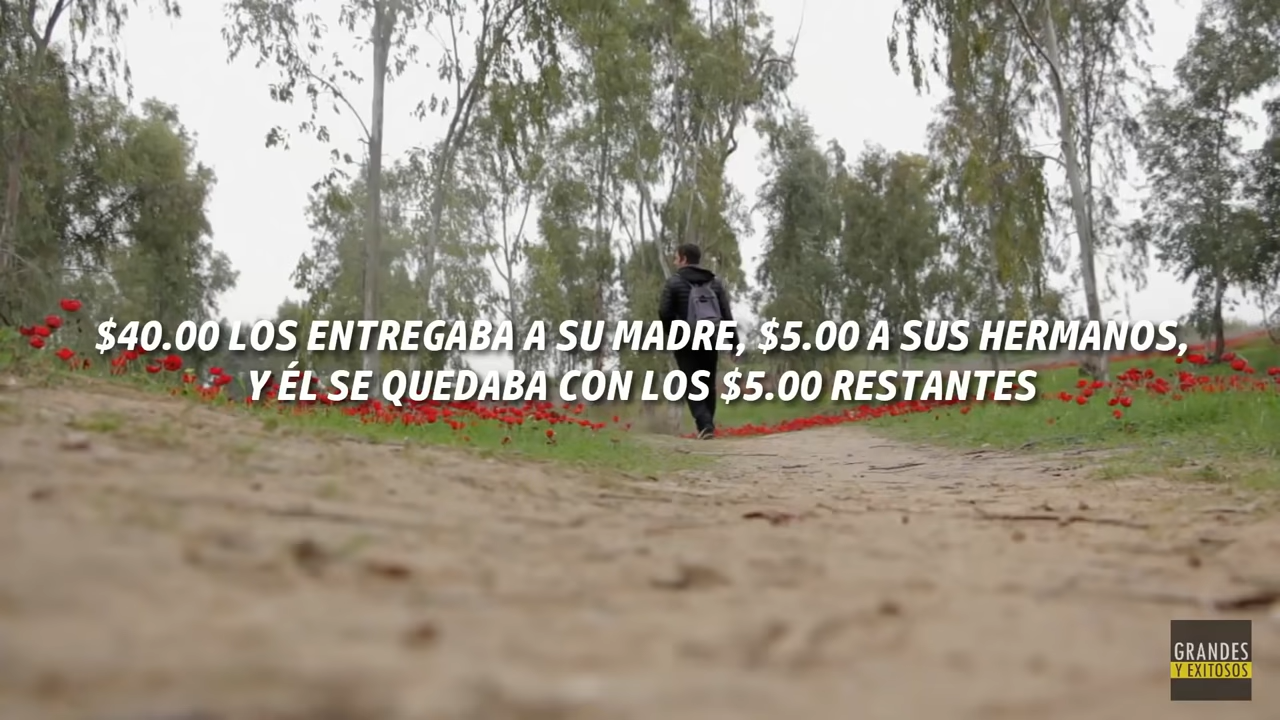 $40.00 LOS ENTREGABA A SU MADRE, $5.00 A SUS HERMANOS,
Y ÉL SE QUEDABA CON LOS $5.00 RESTANTES
GRANDES
Y EXITOSOS